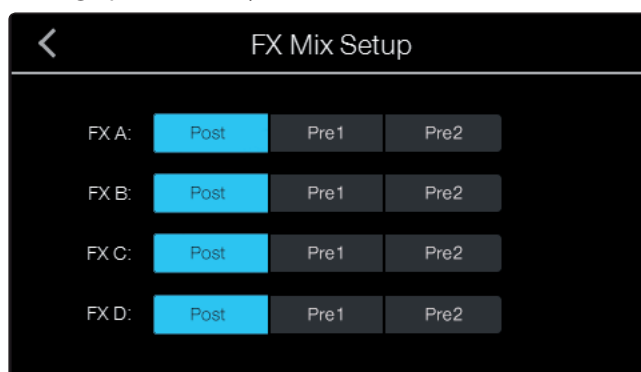 FX Mix Setup
FX A: Post Pre1 Pre2
FX B: Post Pre1 Pre2
FX C: Post Pre1 Pre2
FX D: Post Pre1 Pre2